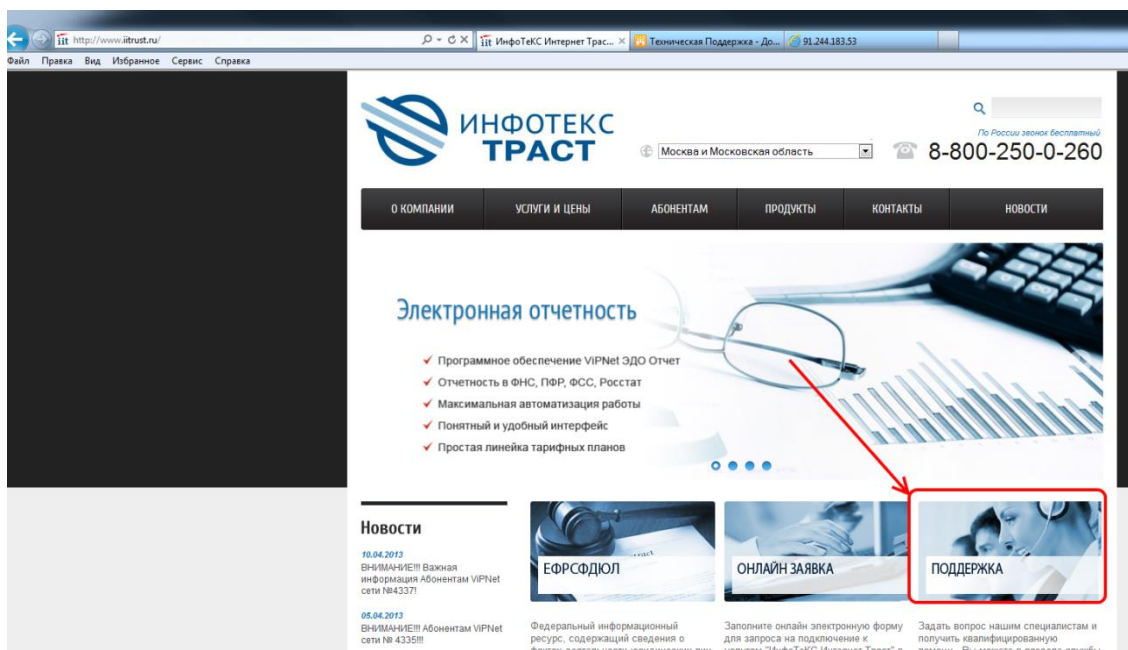 http://www.iitrust.ru/
iit ИнфоТеКС Интернет Трас...
Техническая Поддержка - До...
91.244.183.53
Файл Правка Вид Избранное Сервис Справка
ИНФОТЕКС
ТРАСТ
Москва и Московская область
По России звонок бесплатный
8-800-250-0-260
О КОМПАНИИ УСЛУГИ И ЦЕНЫ АБОНЕНТАМ ПРОДУКТЫ КОНТАКТЫ НОВОСТИ
Электронная отчетность
Программное обеспечение ViPNet ЭДО Отчет
Отчетность в ФНС, ПФР, ФСС, Росстат
Максимальная автоматизация работы
Понятный и удобный интерфейс
Простая линейка тарифных планов
Новости
10.04.2013
ВНИМАНИЕ!!! Важная
информация Абонентам ViPNet
сети №4337!
05.04.2013
ВНИМАНИЕ!!! Абонентам ViPNet
сети № 4335!!!
ЕФРСФДЮЛ
Федеральный информационный
ресурс, содержащий сведения о
ОНЛАЙН ЗАЯВКА
Заполните онлайн электронную форму
для запроса на подключение к
услугам "ИнфоТеКС Интернет Траст" в
ПОДДЕРЖКА
Задать вопрос нашим специалистам и
получить квалифицированную